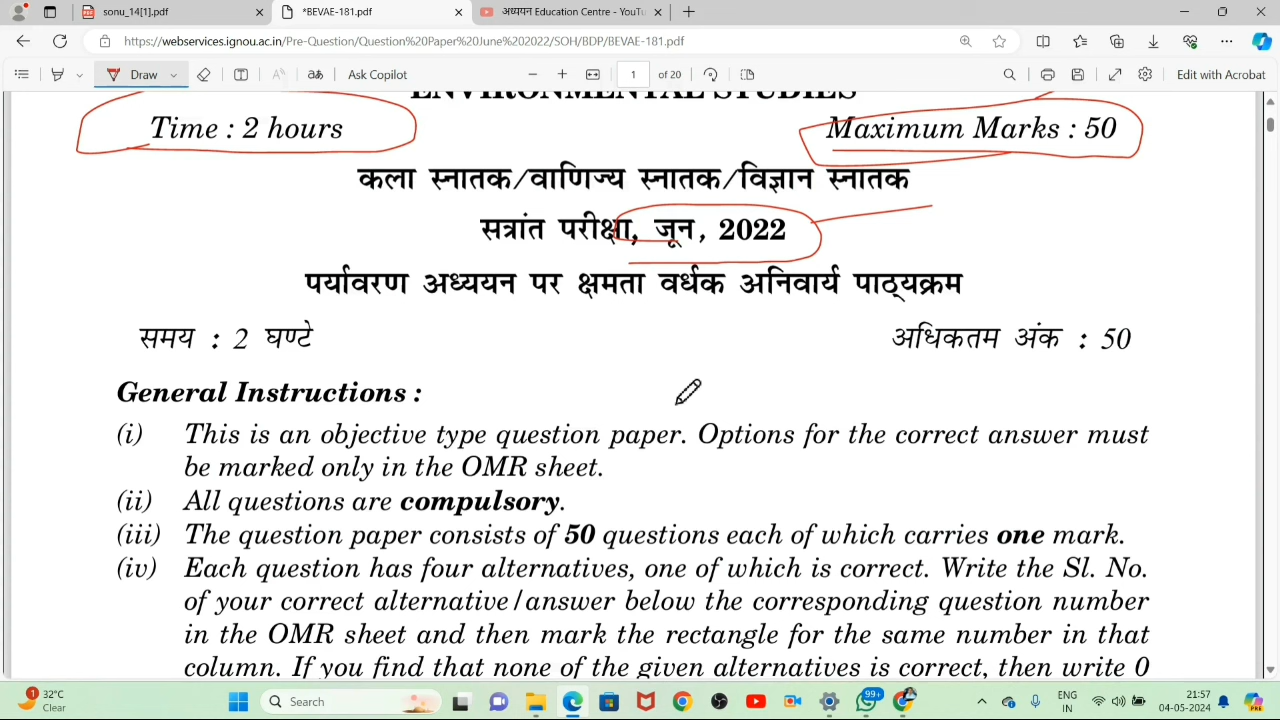 sonu_14[1].pdf
*BEVAE-181.pdf
अध्ययन Education Centre - YouTu
https://webservices.ignou.ac.in/Pre-Question/Question%20Paper%20June%202022/SOH/BDP/BEVAE-181.pdf
Draw
Ask Copilot
1 of 20
Edit with Acrobat
ENVIRONMENTAL STUDIES
Time : 2 hours
Maximum Marks : 50
कला स्नातक/वाणिज्य स्नातक/विज्ञान स्नातक
सत्रांत परीक्षा, जून, 2022
पर्यावरण अध्ययन पर क्षमता वर्धक अनिवार्य पाठ्यक्रम
समय : 2 घण्टे
अधिकतम अंक : 50
General Instructions :
(i) This is an objective type question paper. Options for the correct answer must
be marked only in the OMR sheet.
(ii) All questions are compulsory.
(iii) The question paper consists of 50 questions each of which carries one mark.
(iv) Each question has four alternatives, one of which is correct. Write the Sl. No.
of your correct alternative/answer below the corresponding question number
in the OMR sheet and then mark the rectangle for the same number in that
column. If you find that none of the given alternatives is correct, then write 0
1
32°C
Clear
Search
99+
ENG
IN
21:57
04-05-2024